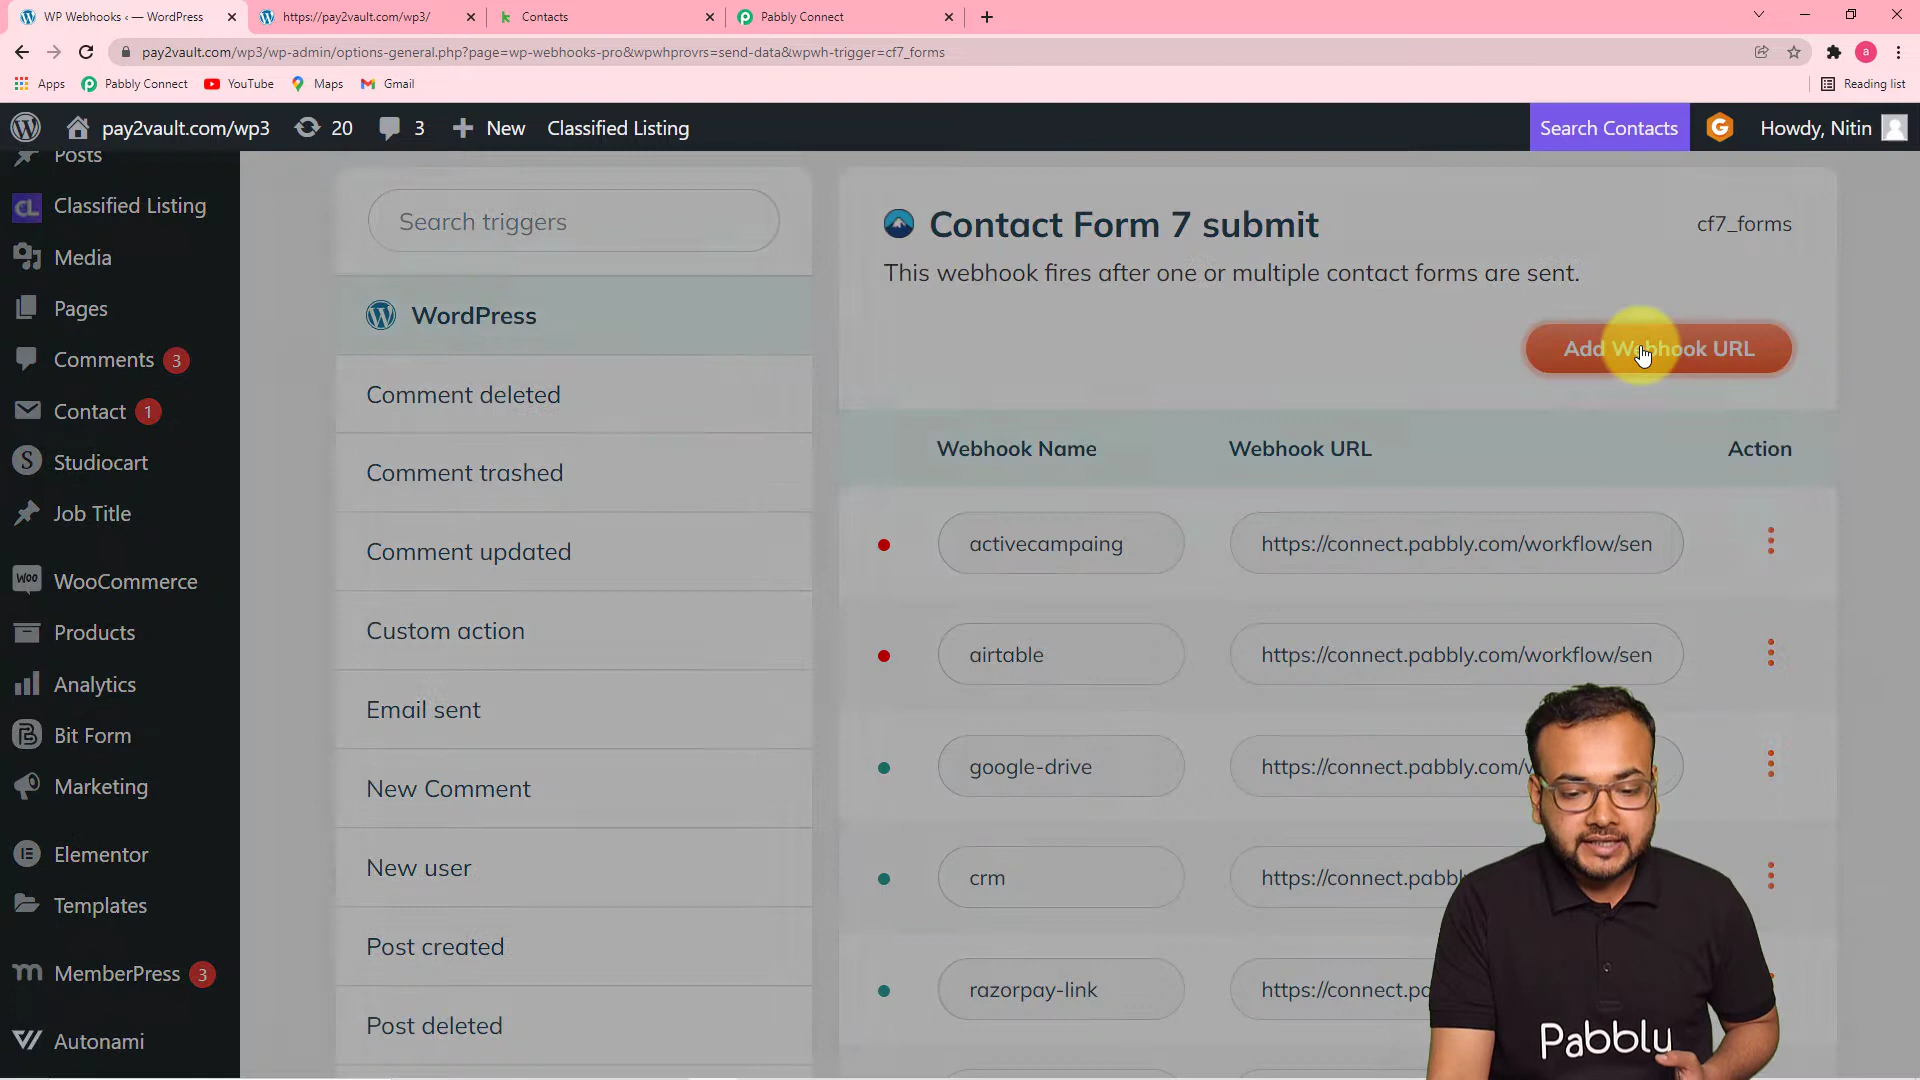 WP Webhooks ‹ — WordPress
https://pay2vault.com/wp3/
Contacts
Pabbly Connect
pay2vault.com/wp3/wp-admin/options-general.php?page=wp-webhooks-pro&wpwhprovrs=send-data&wpwh-trigger=cf7_forms
a
Apps
Pabbly Connect
YouTube
Maps
Gmail
Reading list
pay2vault.com/wp3
20
3
New
Classified Listing
Search Contacts
G
Howdy, Nitin
Posts
CL
Classified Listing
Media
Pages
Comments 3
Contact 1
S
Studiocart
Job Title
Woo
WooCommerce
Products
Analytics
Bit Form
Marketing
Elementor
Templates
MemberPress 3
Autonami
Search triggers
WordPress
Comment deleted
Comment trashed
Comment updated
Custom action
Email sent
New Comment
New user
Post created
Post deleted
Contact Form 7 submit
cf7_forms
This webhook fires after one or multiple contact forms are sent.
Add Webhook URL
Webhook Name
Webhook URL
Action
activecampaing
https://connect.pabbly.com/workflow/sen
airtable
https://connect.pabbly.com/workflow/sen
google-drive
https://connect.pabbly.com/w
crm
https://connect.pabbl
razorpay-link
https://connect.pa
Pabbly